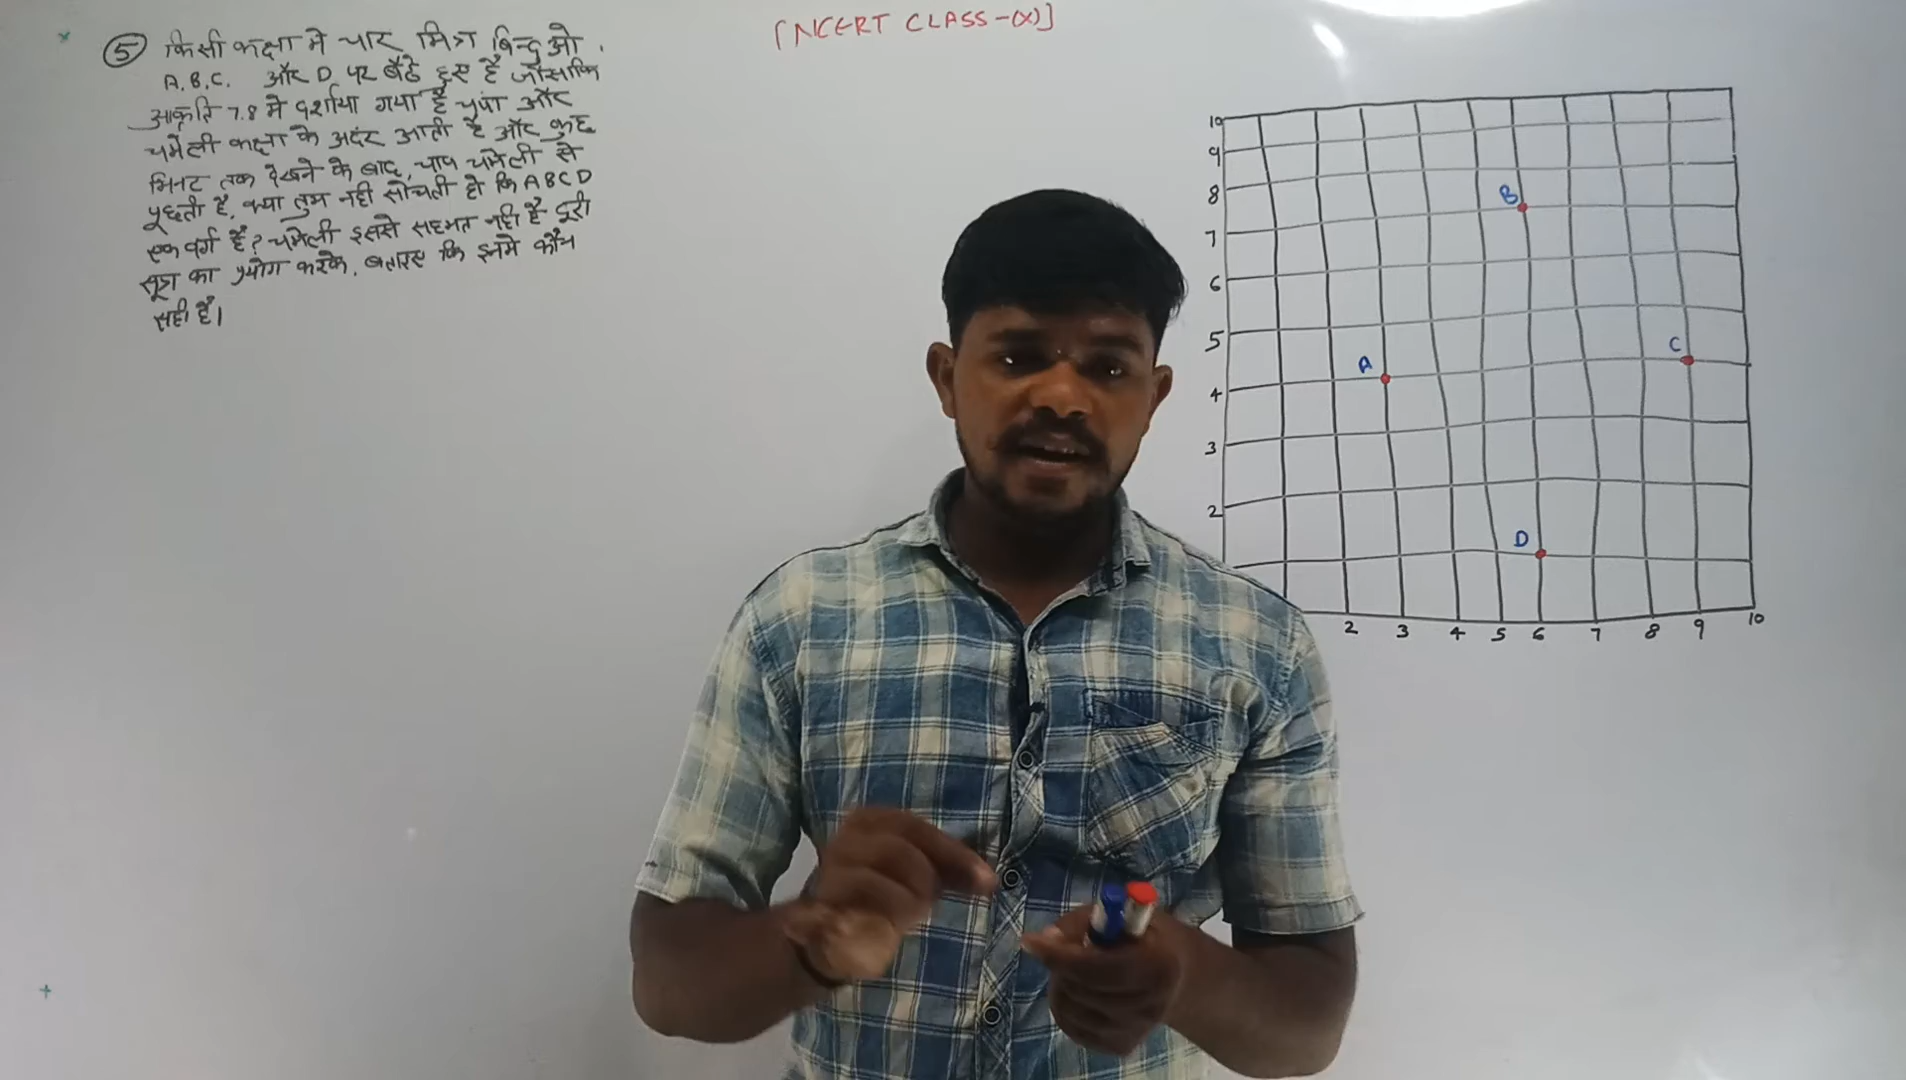 [NCERT CLASS-(X)]
⑤ किसी कक्षा मे चार मित्र बिन्दुओ
A,B,C. और D पर बैठे हुए है जैसाकि
आकृति 7.8 मे दर्शाया गया है चंपा और
चमेली कक्षा के अदंर आती है और कुछ
मिनट तक देखने के बाद, चंपा चमेली से
पूछती है, क्या तुम नही सोचती हो कि ABCD
एक वर्ग है? चमेली इससे सहमत नही है दूरी
सूत्र का प्रयोग करके, बताइए कि इनमे कौन
सही है।
10
9
8
7
6
5
4
3
2
B
A
C
D
2 3 4 5 6 7 8 9 10